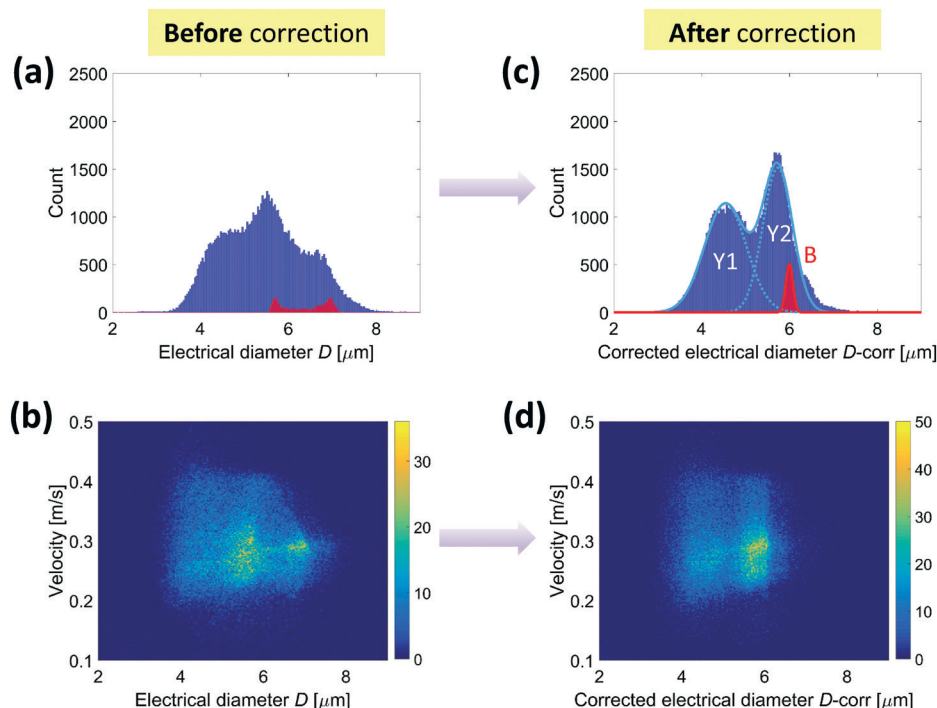 Before correction
After correction
(a)
2500
2000
1500
1000
500
0
Count
2 4 6 8
Electrical diameter D [μm]
(c)
2500
2000
1500
1000
500
0
Count
Y1
Y2
B
2 4 6 8
Corrected electrical diameter D-corr [μm]
(b)
0.5
0.4
0.3
0.2
0.1
Velocity [m/s]
2 4 6 8
Electrical diameter D [μm]
30
20
10
0
(d)
0.5
0.4
0.3
0.2
0.1
Velocity [m/s]
2 4 6 8
Corrected electrical diameter D-corr [μm]
50
40
30
20
10
0